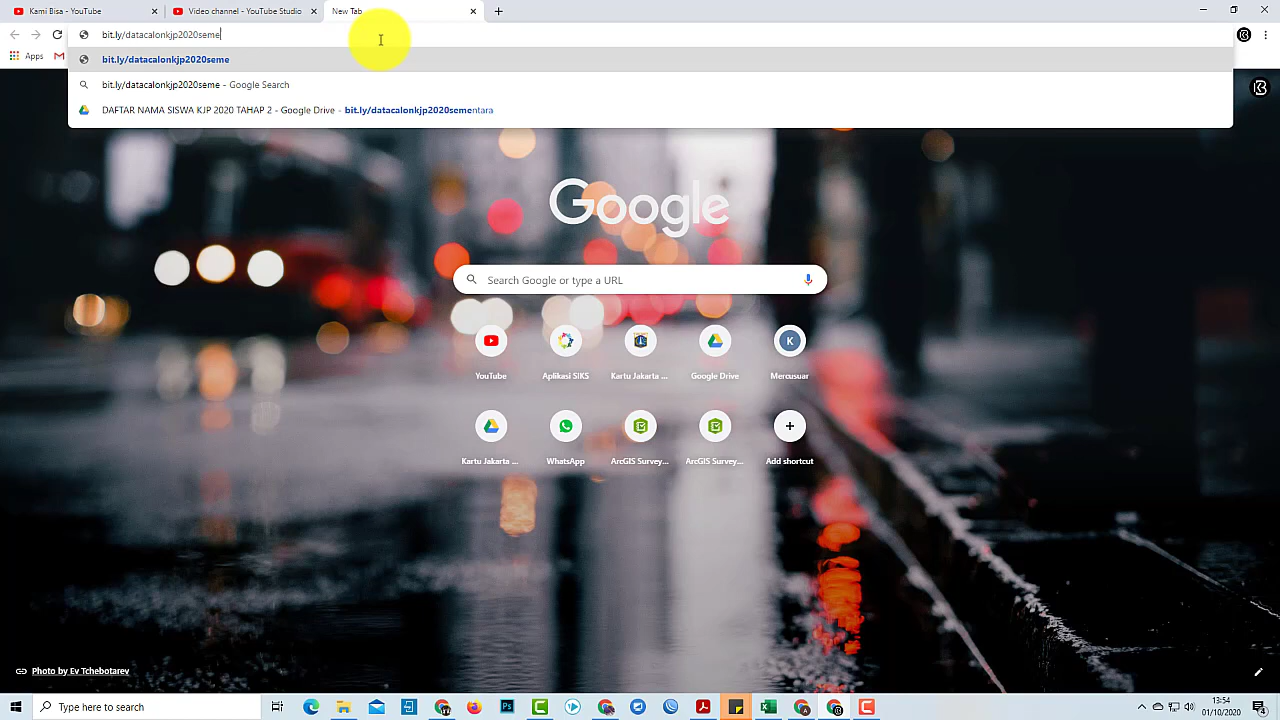 Kami Bisa - YouTube
Video channel - YouTube Studio
New Tab
bit.ly/datacalonkjp2020seme
Apps
bit.ly/datacalonkjp2020seme
bit.ly/datacalonkjp2020seme - Google Search
DAFTAR NAMA SISWA KJP 2020 TAHAP 2 - Google Drive - bit.ly/datacalonkjp2020sementara
Google
Search Google or type a URL
K
YouTube
Aplikasi SIKS
Kartu Jakarta ...
Google Drive
Mercusuar
Kartu Jakarta ...
WhatsApp
ArcGIS Survey...
ArcGIS Survey...
Add shortcut
Photo by Ev Tchebotarev
Type here to search
13:54
01/10/2020